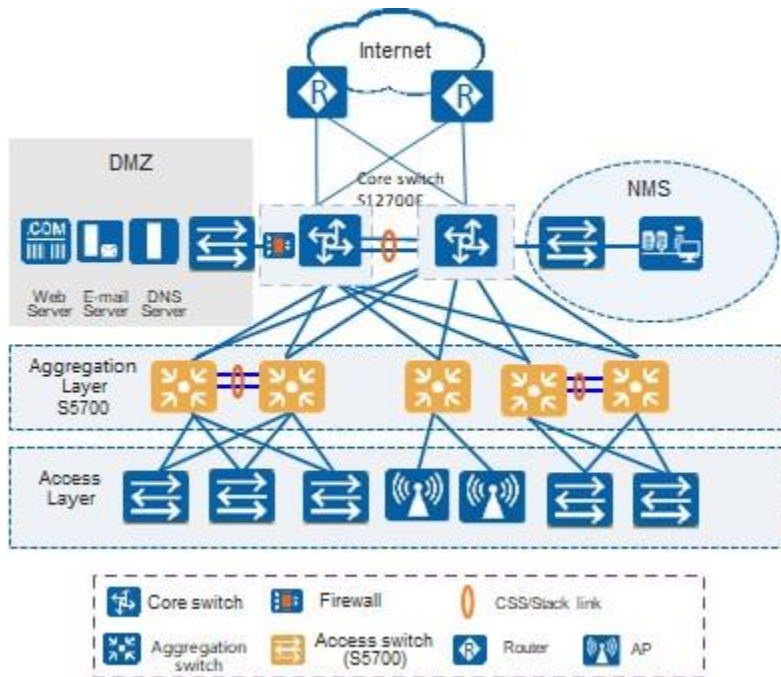 Internet
R
R
DMZ
Core switch
S12700E
NMS
.COM
Web Server
E-mail Server
DNS Server
Aggregation
Layer
S5700
Access
Layer
Core switch
Firewall
CSS/Stack link
Aggregation
switch
Access switch
(S5700)
R
Router
AP